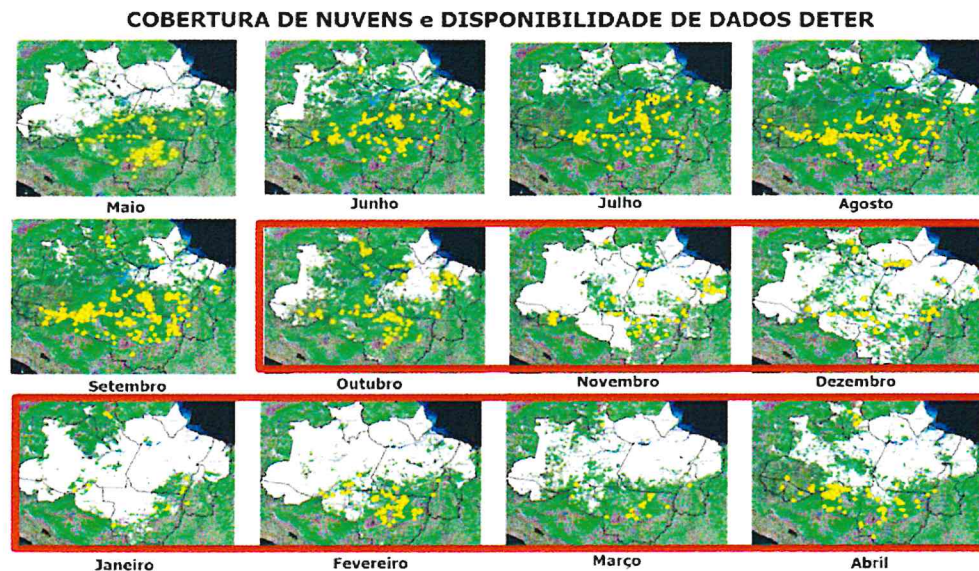 COBERTURA DE NUVENS e DISPONIBILIDADE DE DADOS DETER
Maio Junho Julho Agosto
Setembro Outubro Novembro Dezembro
Janeiro Fevereiro Março Abril